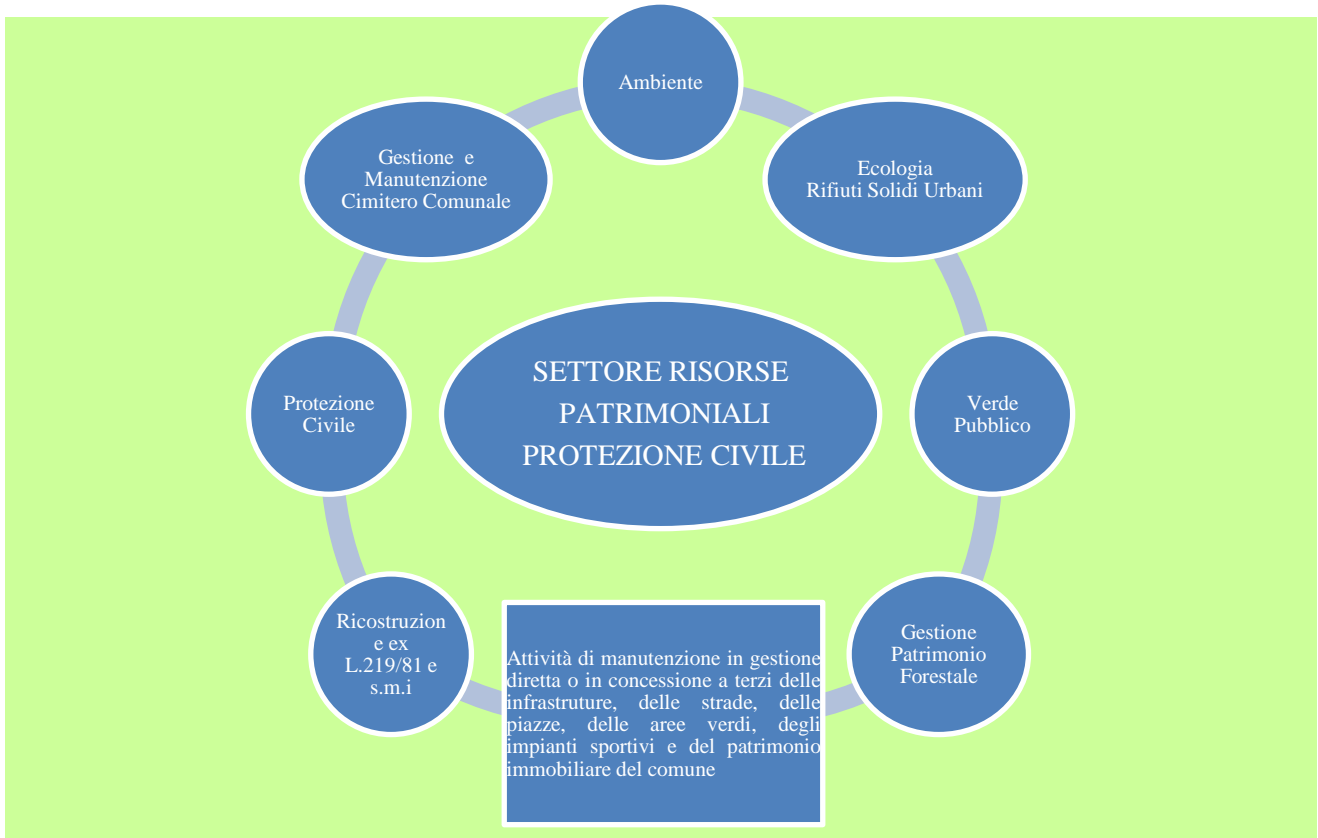 Ambiente
Gestione e
Manutenzione
Cimitero Comunale
Ecologia
Rifiuti Solidi Urbani
SETTORE RISORSE
PATRIMONIALI
PROTEZIONE CIVILE
Protezione
Civile
Verde
Pubblico
Ricostruzion
e ex
L.219/81 e
s.m.i
Attività di manutenzione in gestione
diretta o in concessione a terzi delle
infrastruture, delle strade, delle
piazze, delle aree verdi, degli
impianti sportivi e del patrimonio
immobiliare del comune
Gestione
Patrimonio
Forestale